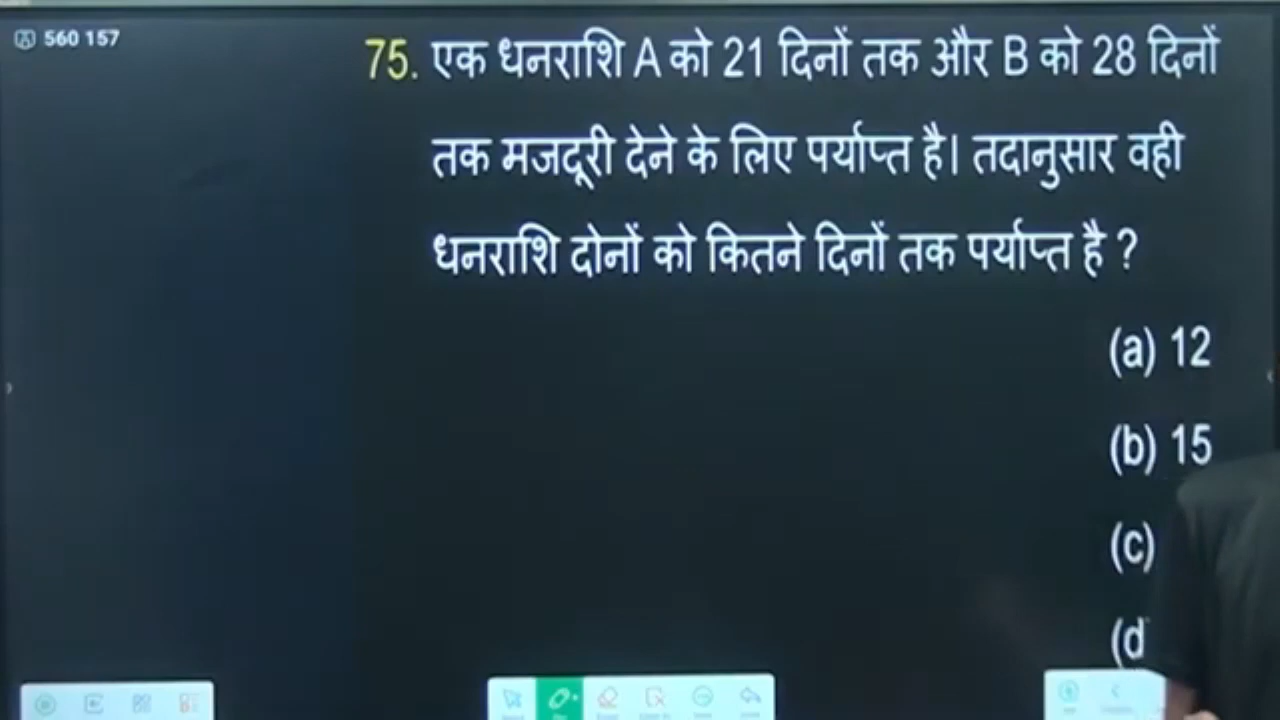 560 157
75. एक धनराशि A को 21 दिनों तक और B को 28 दिनों
तक मजदूरी देने के लिए पर्याप्त है। तदानुसार वही
धनराशि दोनों को कितने दिनों तक पर्याप्त है ?
(a) 12
(b) 15
(c)
(d